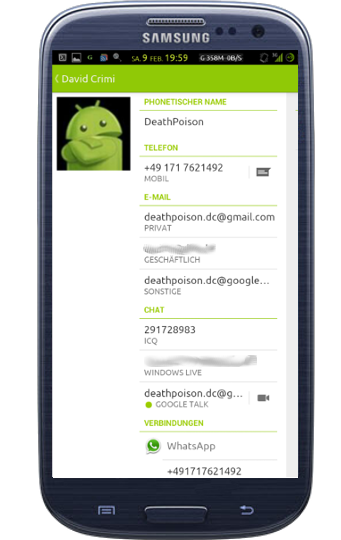 SAMSUNG
SA. 9 FEB. 19:59 G 358M-0B/S
David Crimi
PHONETISCHER NAME
DeathPoison
TELEFON
+49 171 7621492
MOBIL
E-MAIL
deathpoison.dc@gmail.com
PRIVAT
GESCHÄFTLICH
deathpoison.dc@google...
SONSTIGE
CHAT
291728983
ICQ
WINDOWS LIVE
deathpoison.dc@g...
GOOGLE TALK
VERBINDUNGEN
WhatsApp
+491717621492